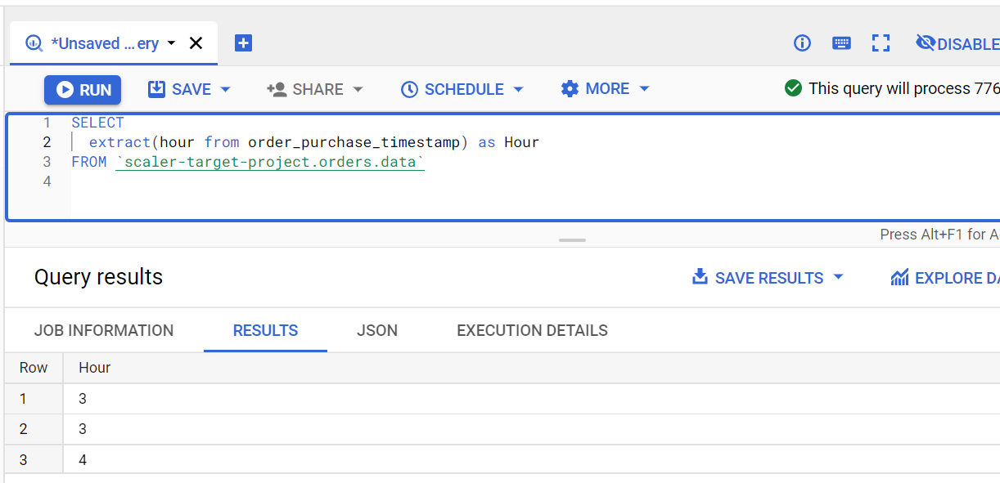 *Unsaved ...ery
DISABLE
RUN SAVE SHARE SCHEDULE MORE This query will process 776
1 SELECT
2 extract(hour from order_purchase_timestamp) as Hour
3 FROM `scaler-target-project.orders.data`
4
Press Alt+F1 for A
Query results SAVE RESULTS EXPLORE DA
JOB INFORMATION RESULTS JSON EXECUTION DETAILS
Row Hour
1 3
2 3
3 4